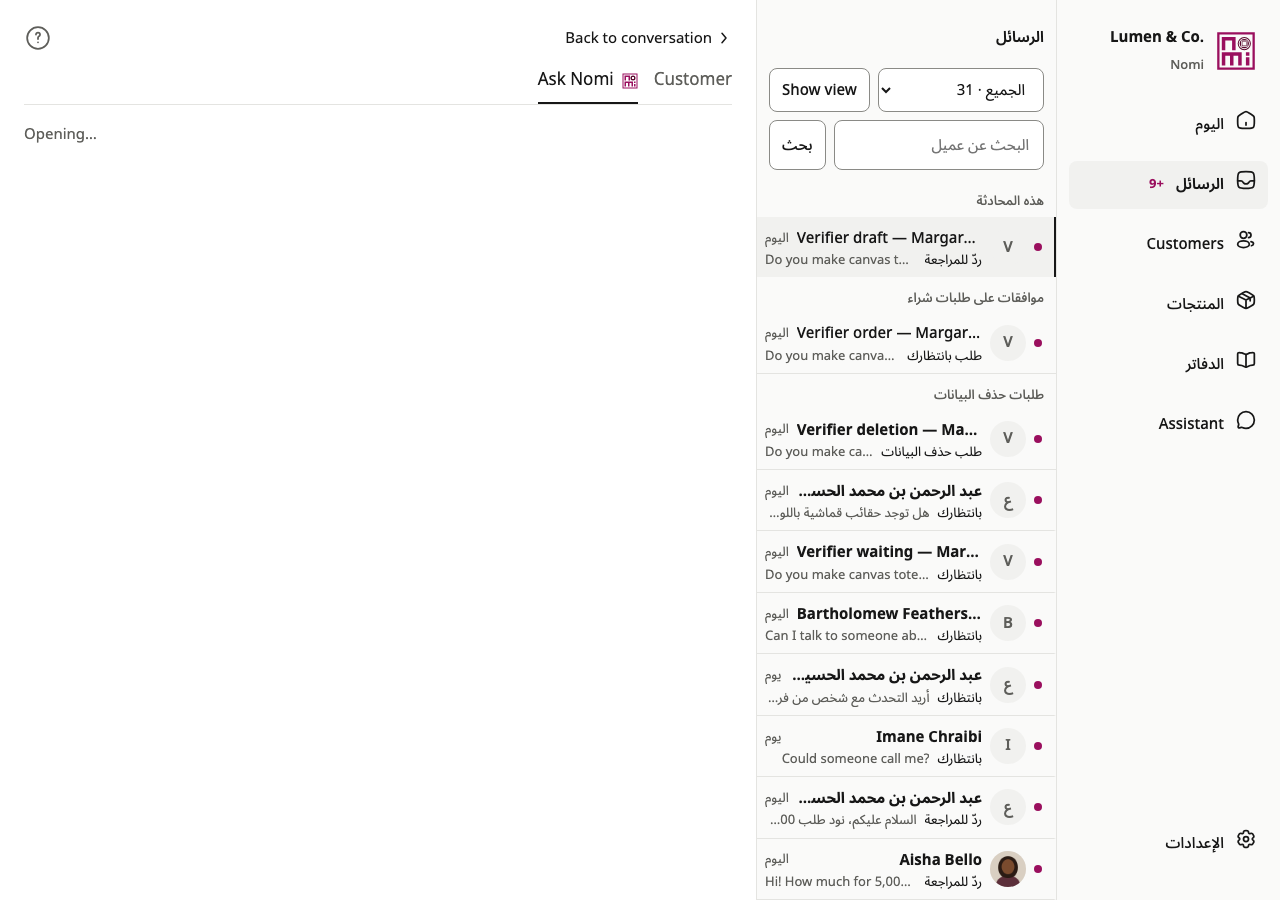 Lumen & Co.
Nomi
اليوم
الرسائل +9
Customers
المنتجات
الدفاتر
Assistant
الإعدادات
الرسائل
الجميع · 31
Show view
البحث عن عميل
بحث
هذه المحادثة
V
Verifier draft — Margar...
اليوم
ردّ للمراجعة
Do you make canvas t...
موافقات على طلبات شراء
V
Verifier order — Margar...
اليوم
طلب بانتظارك
Do you make canva...
طلبات حذف البيانات
V
Verifier deletion — Ma...
اليوم
طلب حذف البيانات
Do you make ca...
ع
عبد الرحمن بن محمد الحسـ...
اليوم
بانتظارك
هل توجد حقائب قماشية باللو...
V
Verifier waiting — Mar...
اليوم
بانتظارك
Do you make canvas tote...
B
Bartholomew Feathers...
اليوم
بانتظارك
Can I talk to someone ab...
ع
عبد الرحمن بن محمد الحسيـ...
يوم
بانتظارك
أريد التحدث مع شخص من فر...
I
Imane Chraibi
يوم
بانتظارك
Could someone call me?
ع
عبد الرحمن بن محمد الحسـ...
اليوم
ردّ للمراجعة
السلام عليكم، نود طلب 00...
Aisha Bello
اليوم
ردّ للمراجعة
Hi! How much for 5,00...
Back to conversation
?
Customer
Ask Nomi
Opening...